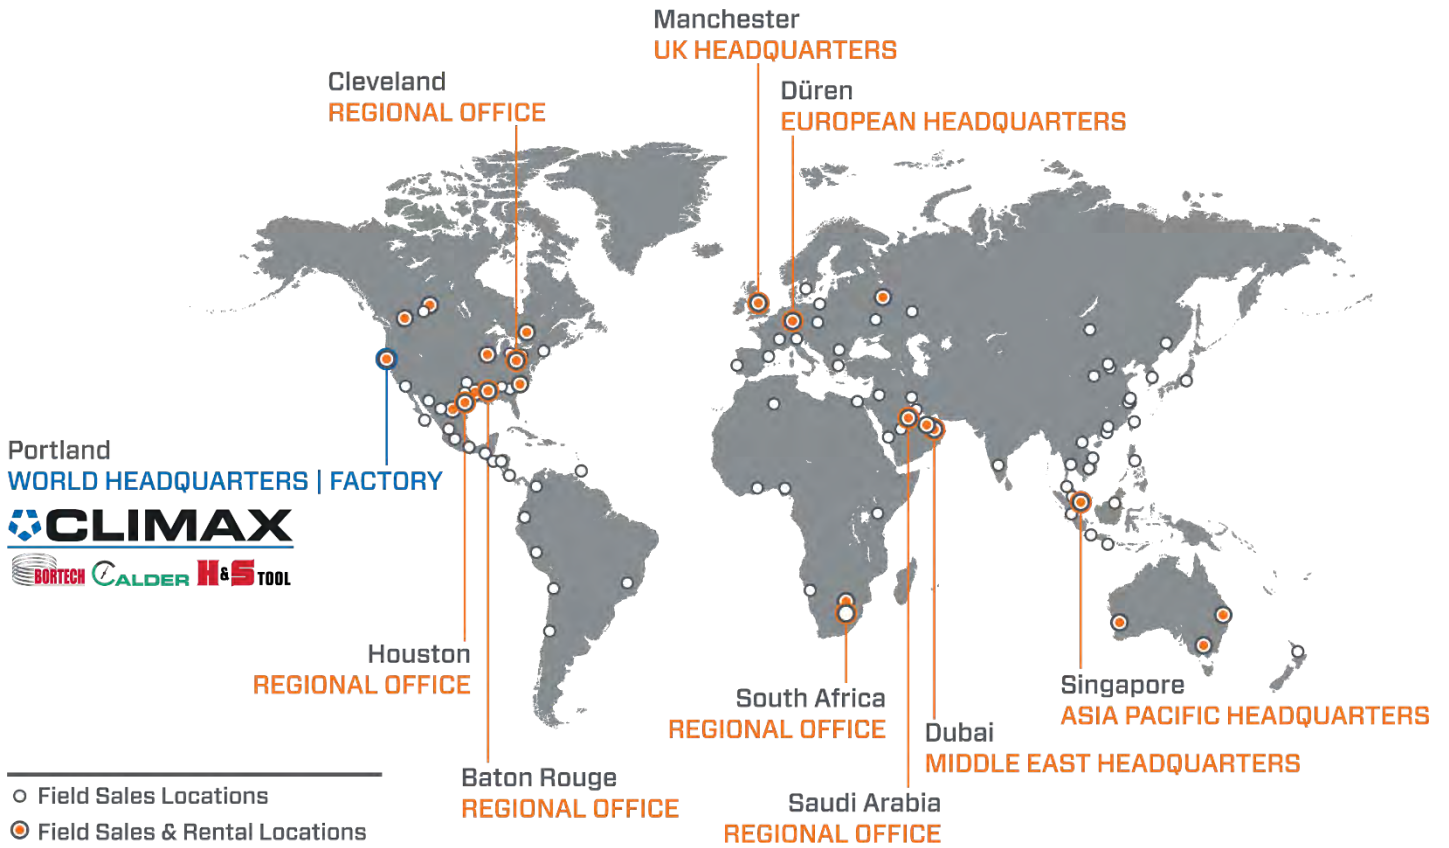 Manchester
UK HEADQUARTERS
Cleveland
REGIONAL OFFICE
Düren
EUROPEAN HEADQUARTERS
Portland
WORLD HEADQUARTERS | FACTORY
CLIMAX
BORTECH CALDER H&S TOOL
Houston
REGIONAL OFFICE
South Africa
REGIONAL OFFICE
Singapore
ASIA PACIFIC HEADQUARTERS
Dubai
MIDDLE EAST HEADQUARTERS
Baton Rouge
REGIONAL OFFICE
Saudi Arabia
REGIONAL OFFICE
Field Sales Locations
Field Sales & Rental Locations